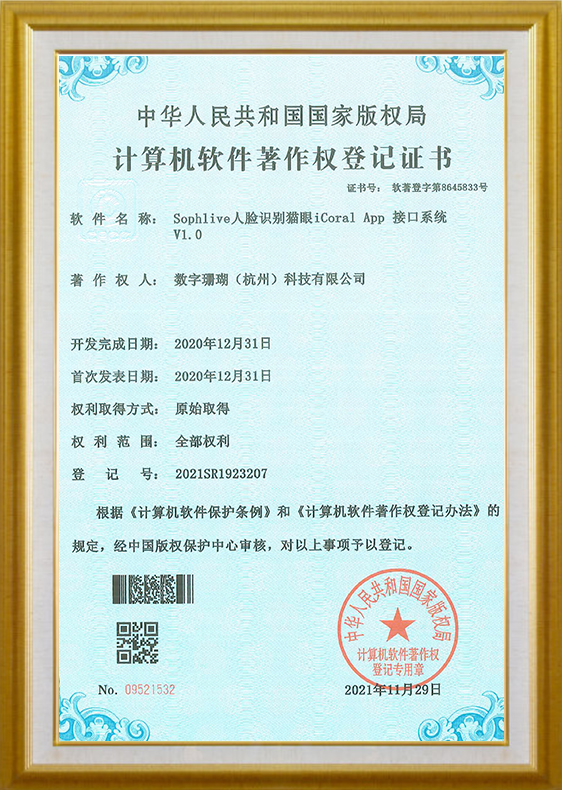 中华人民共和国国家版权局
计算机软件著作权登记证书
证书号： 软著登字第8645833号
软件名称： Sophlive人脸识别猫眼iCoral App 接口系统
V1.0
著作权人： 数字珊瑚（杭州）科技有限公司
开发完成日期： 2020年12月31日
首次发表日期： 2020年12月31日
权利取得方式： 原始取得
权利范围： 全部权利
登记号： 2021SR1923207
根据《计算机软件保护条例》和《计算机软件著作权登记办法》的
规定，经中国版权保护中心审核，对以上事项予以登记。
中华人民共和国国家版权局
计算机软件著作权
登记专用章
No. 09521532
2021年11月29日